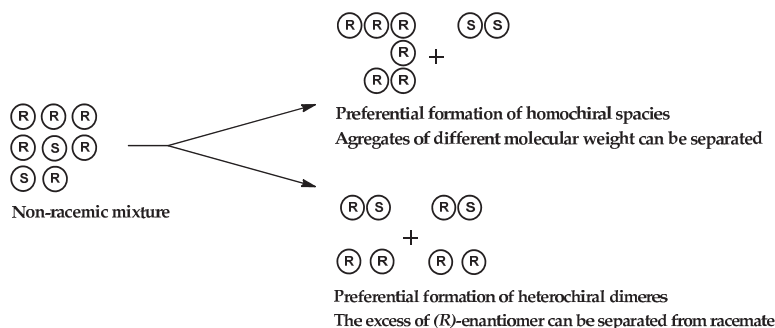 R R R S S
R +
R R
Preferential formation of homochiral spacies
Agregates of different molecular weight can be separated
R R R
R S R
S R
Non-racemic mixture
R S R S
+
R R R R
Preferential formation of heterochiral dimeres
The excess of (R)-enantiomer can be separated from racemate